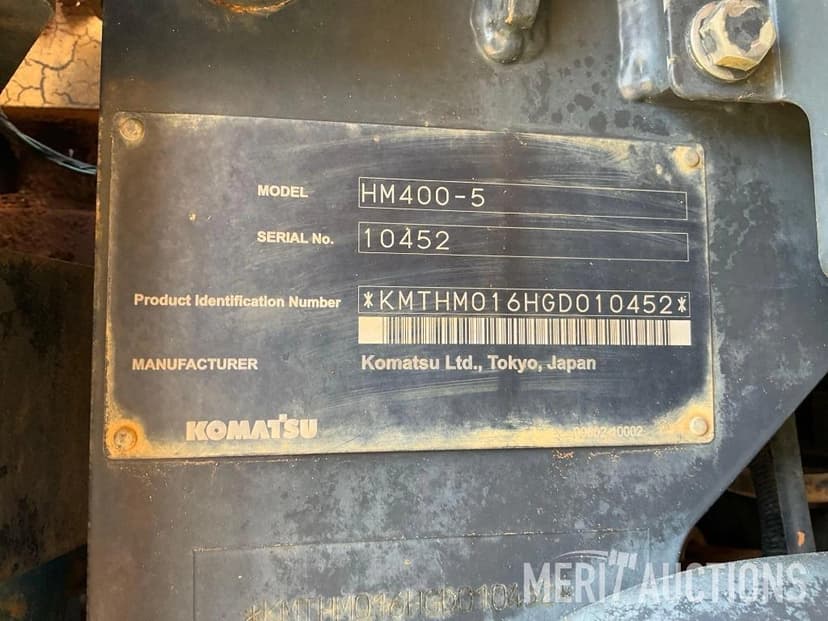 MODEL HM400-5
SERIAL No. 10452
Product Identification Number *KMTHM016HGD010452*
MANUFACTURER Komatsu Ltd., Tokyo, Japan
KOMATSU
MERIT AUCTIONS